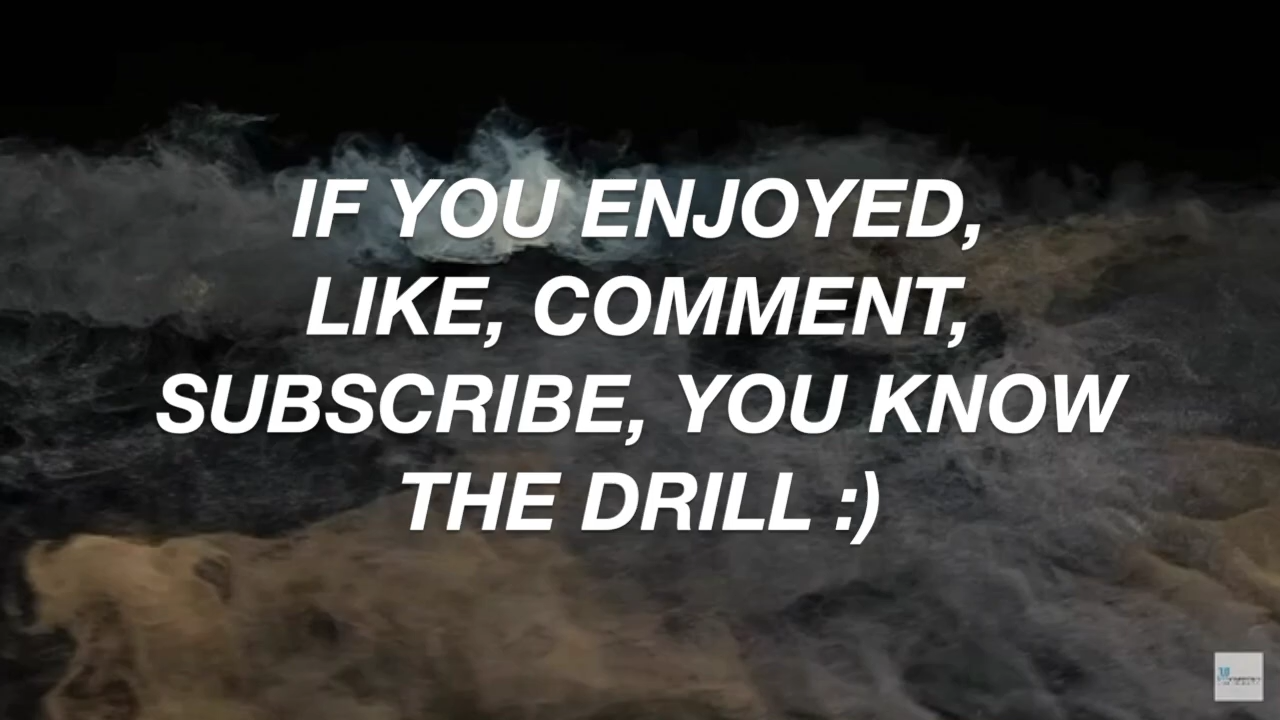 IF YOU ENJOYED,
LIKE, COMMENT,
SUBSCRIBE, YOU KNOW
THE DRILL :)